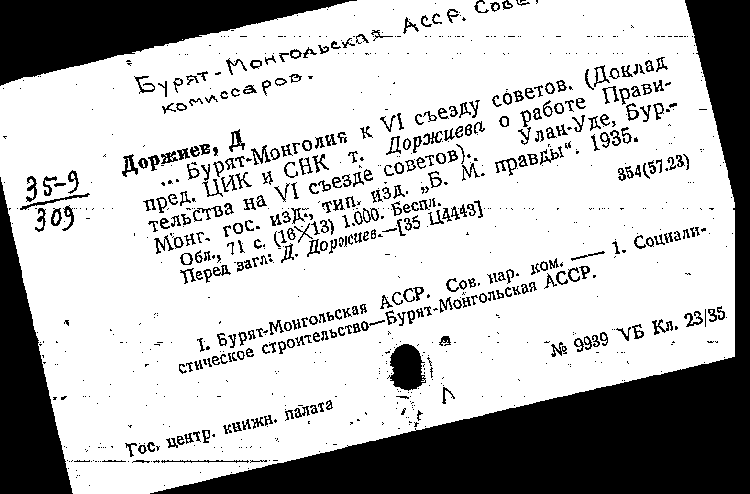 Бурят-Монгольская АССР. Сове
комиссаров.
35-9
309
Доржиев, Д
... Бурят-Монголия к VI съезду советов. (Доклад
пред. ЦИК и СНК т. Доржиева о работе Прави-
тельства на VI съезде советов). Улан-Уде, Бур.-
Монг. гос. изд., тип. изд. „Б. М. правды“. 1935.
Обл., 71 с. (16×13) 1.000. Беспл. 354(57.23)
Перед загл: Д. Доржиев.—[35 Ц4443]
I. Бурят-Монгольская АССР. Сов. нар. ком. — 1. Социали-
стическое строительство—Бурят-Монгольская АССР.
№ 9939 VБ Кл. 23/35
Гос. центр. книжн. палата